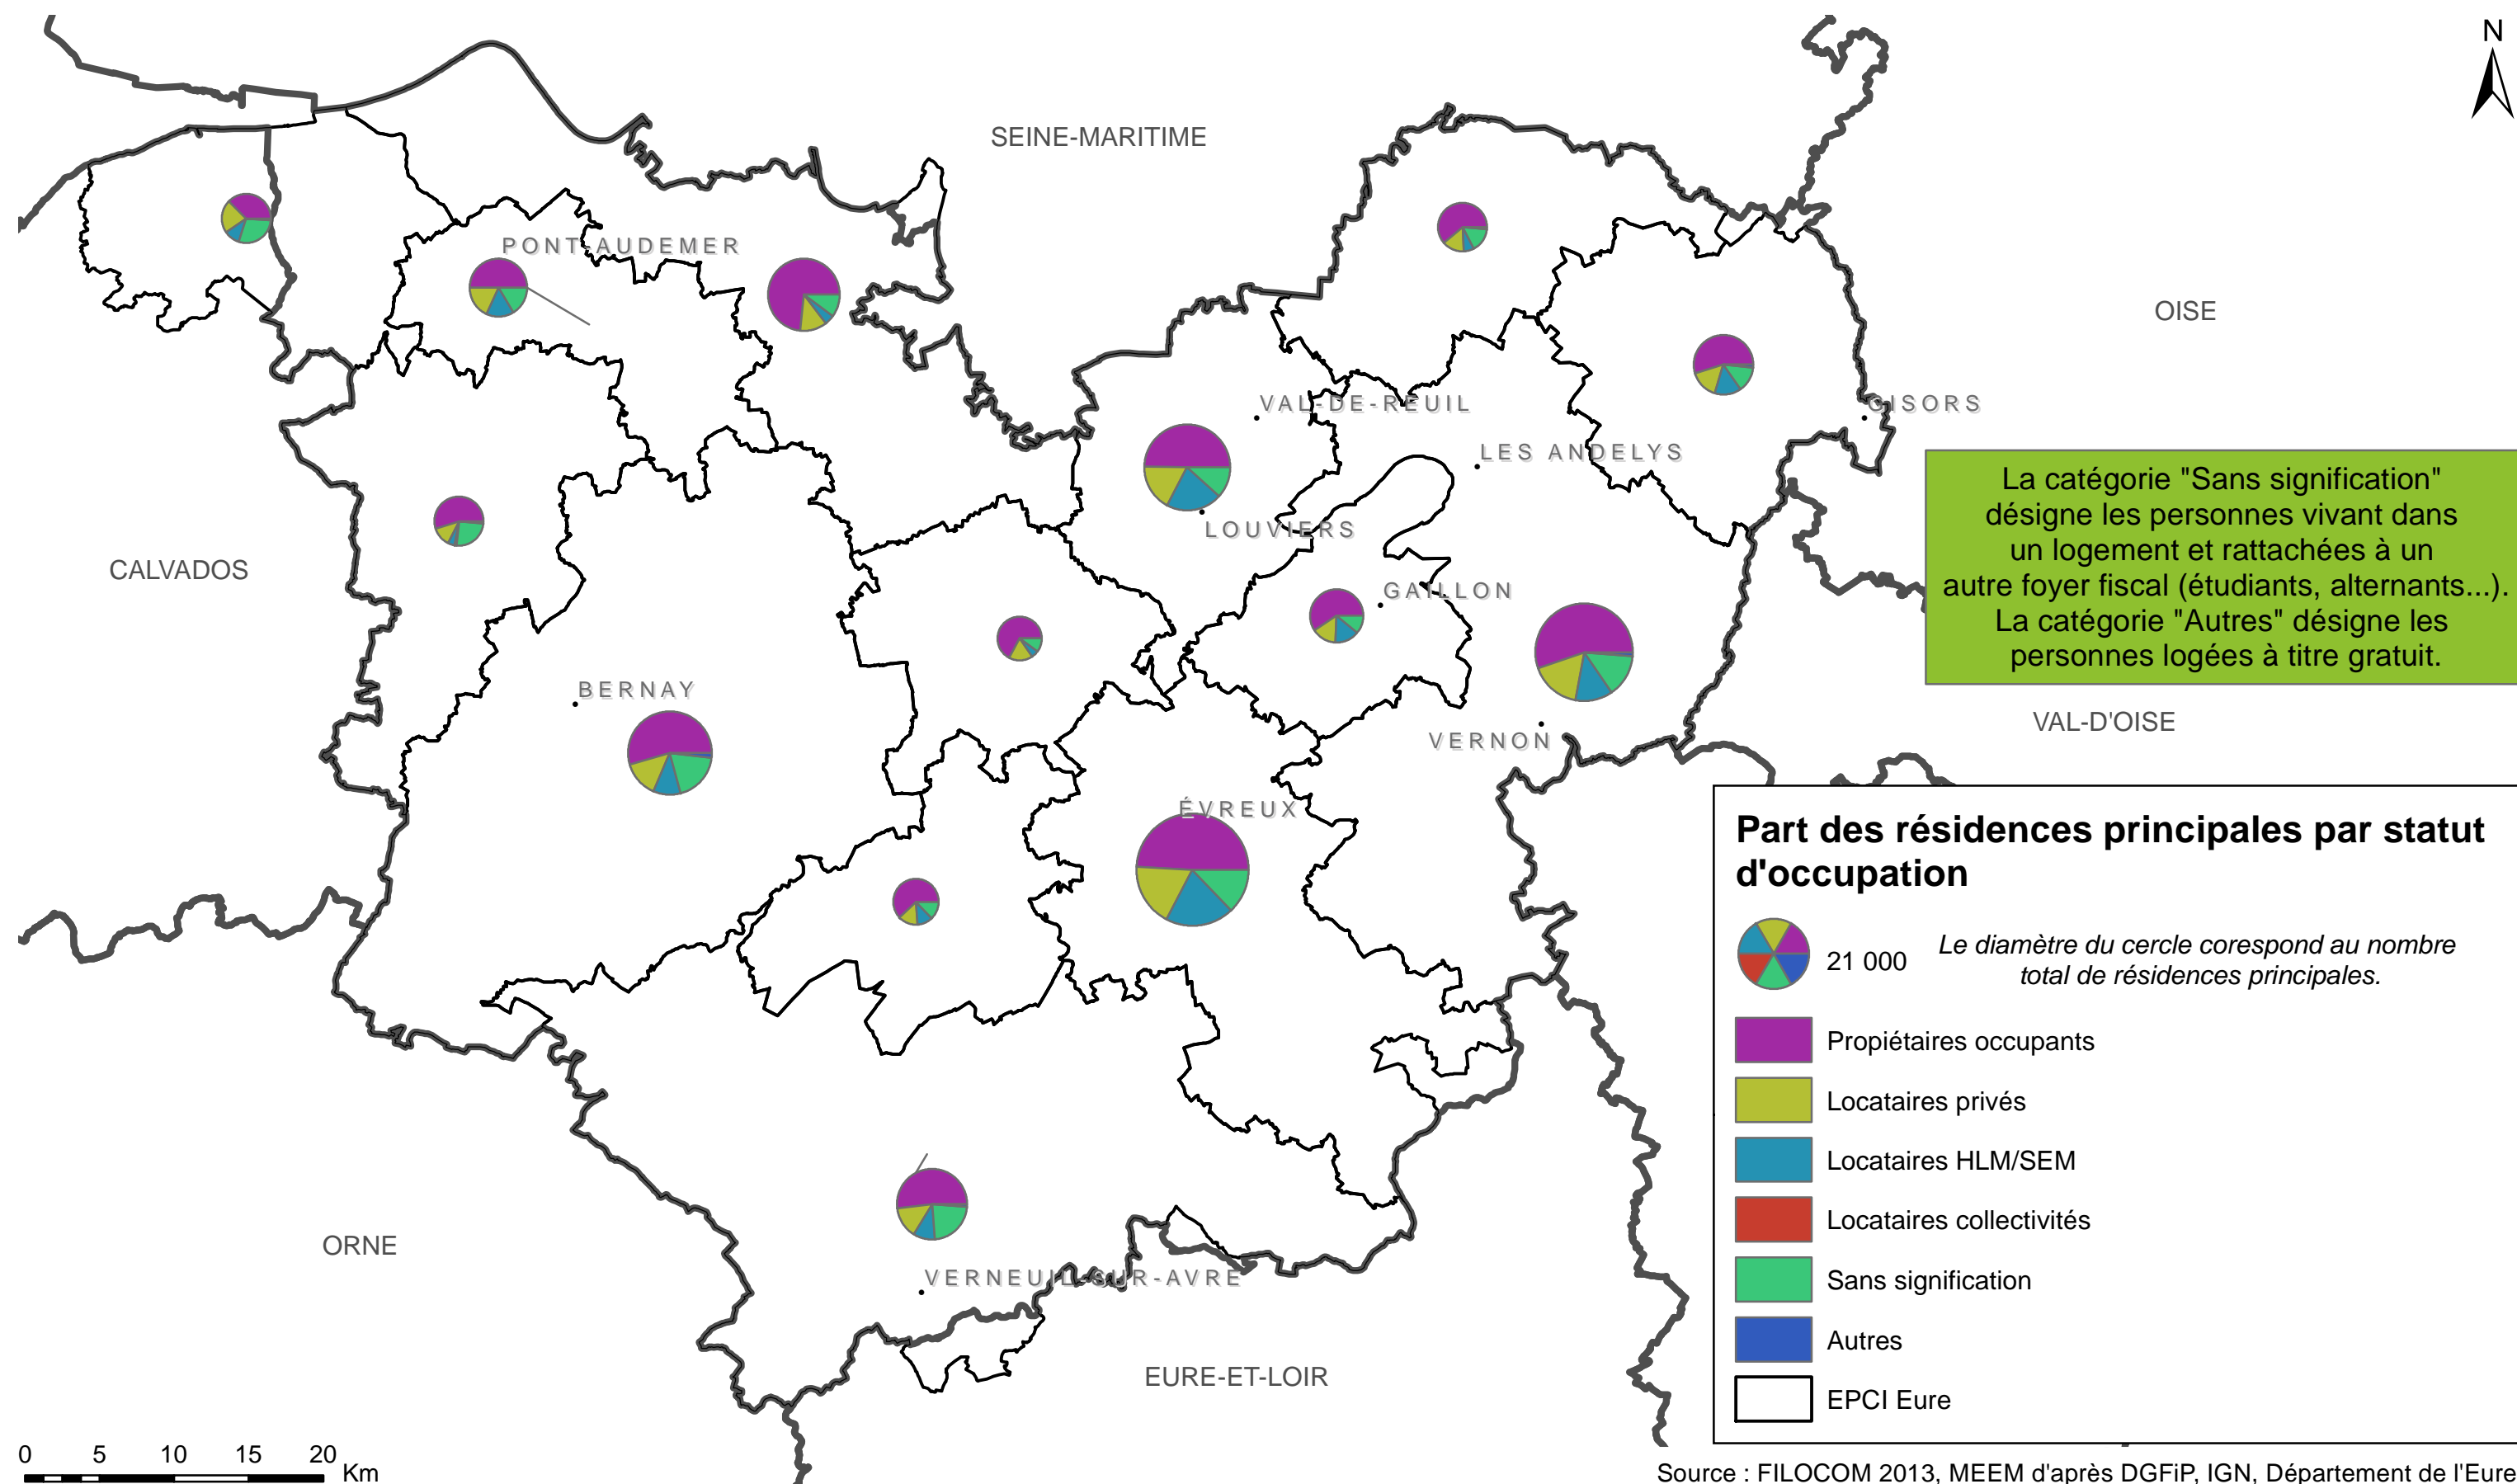 N
SEINE-MARITIME
PONT-AUDEMER
OISE
VAL-DE-REUIL
GISORS
LES ANDELYS
La catégorie "Sans signification"
désigne les personnes vivant dans
un logement et rattachées à un
autre foyer fiscal (étudiants, alternants...).
La catégorie "Autres" désigne les
personnes logées à titre gratuit.
LOUVIERS
CALVADOS
GAILLON
BERNAY
VERNON
VAL-D'OISE
ÉVREUX
Part des résidences principales par statut
d'occupation
21 000
Le diamètre du cercle corespond au nombre
total de résidences principales.
Propiétaires occupants
Locataires privés
Locataires HLM/SEM
Locataires collectivités
Sans signification
Autres
EPCI Eure
ORNE
VERNEUIL-SUR-AVRE
EURE-ET-LOIR
0 5 10 15 20
Km
Source : FILOCOM 2013, MEEM d'après DGFiP, IGN, Département de l'Eure